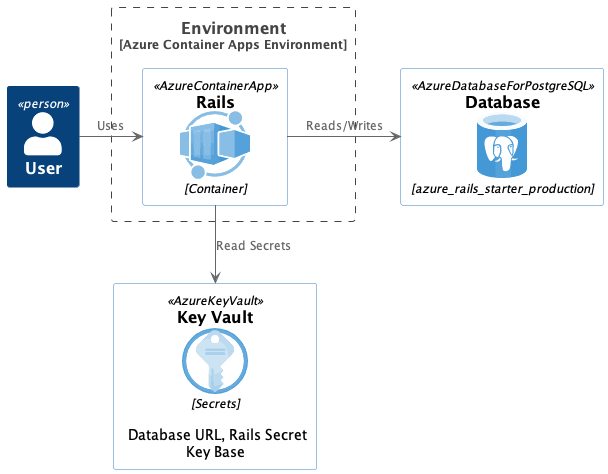 Environment
[Azure Container Apps Environment]
«person»
User
Uses
«AzureContainerApp»
Rails
[Container]
Reads/Writes
«AzureDatabaseForPostgreSQL»
Database
[azure_rails_starter_production]
Read Secrets
«AzureKeyVault»
Key Vault
[Secrets]
Database URL, Rails Secret
Key Base